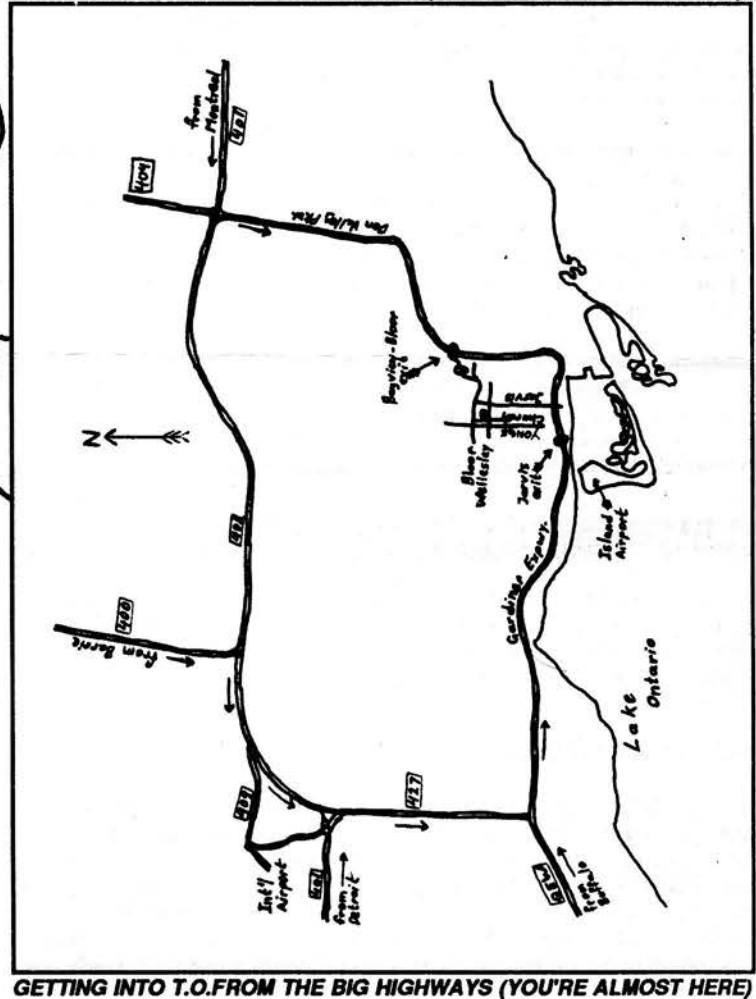 404
from
Montreal
401
Don Valley Pkw.
Bayview-Bloor
exit
N
Jarvis
Church
Yonge
Bloor
Wellesley
Jarvis
exit
401
Island
Airport
Gardiner Expwy.
400
from Barrie
Lake
Ontario
427
409
Int'l
Airport
401
from
Detroit
QEW
from
Buffalo
GETTING INTO T.O.FROM THE BIG HIGHWAYS (YOU'RE ALMOST HERE)